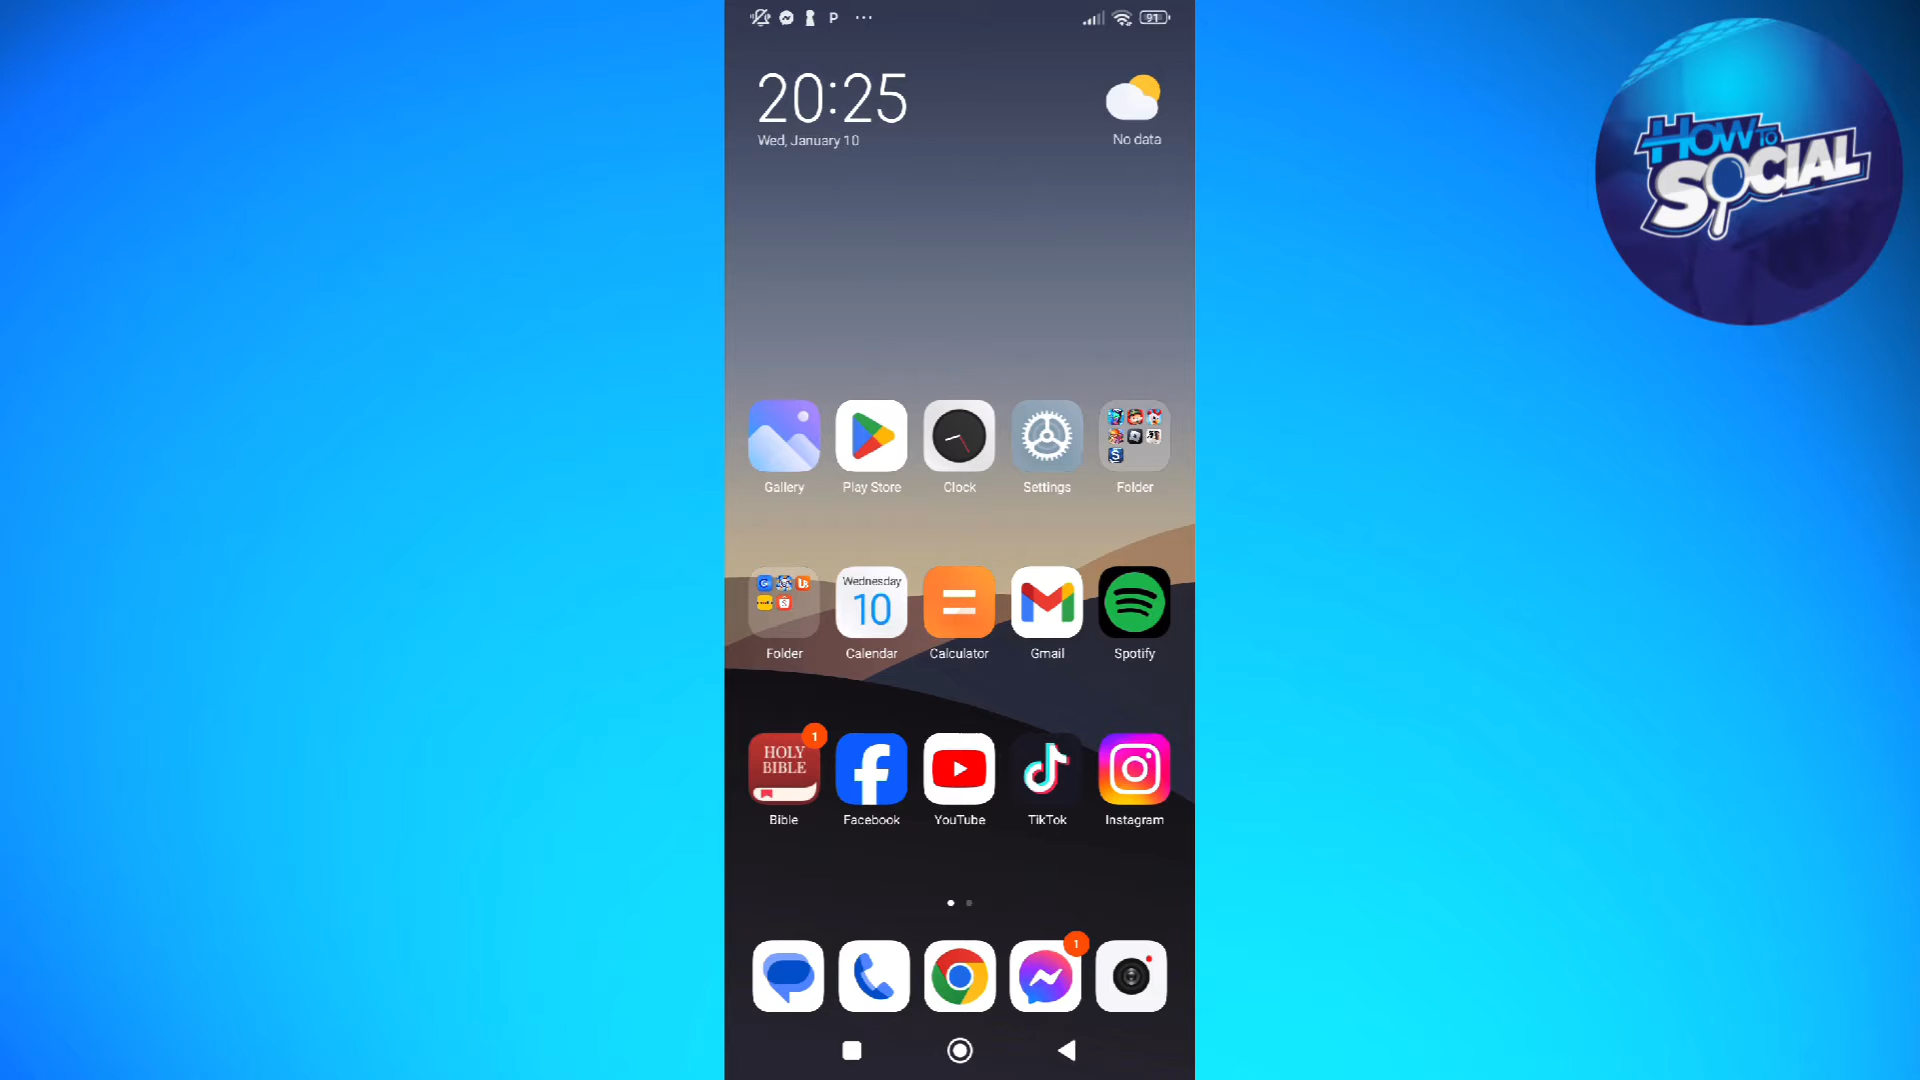 P ... 91
HOW TO
SOCIAL
20:25
Wed, January 10
No data
Gallery Play Store Clock Settings Folder
Wednesday
10
Folder Calendar Calculator Gmail Spotify
1
HOLY
BIBLE
Bible Facebook YouTube TikTok Instagram
1